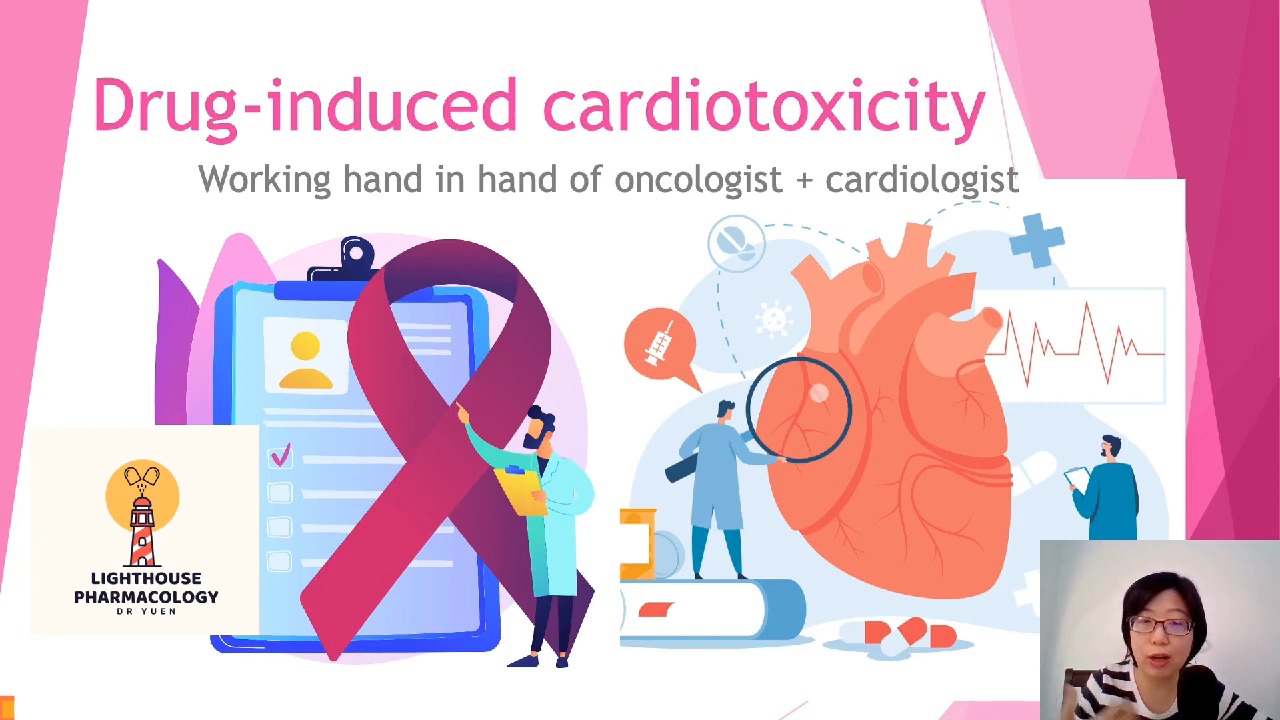 Drug-induced cardiotoxicity
Working hand in hand of oncologist + cardiologist
LIGHTHOUSE
PHARMACOLOGY
DR YUEN